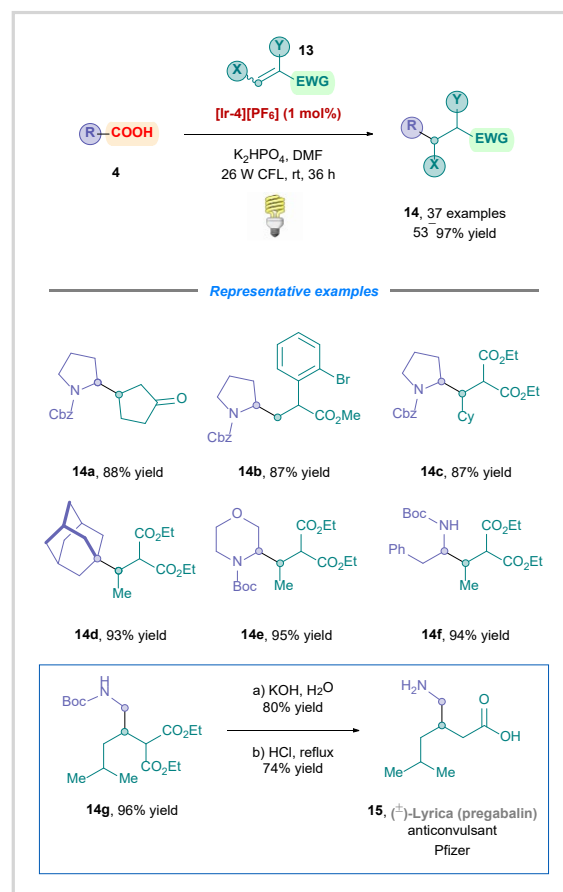 13
Y
X
EWG
[Ir-4][PF₆] (1 mol%)
R COOH
K₂HPO₄, DMF
4
26 W CFL, rt, 36 h
Y
R
EWG
X
14, 37 examples
53‾97% yield
Representative examples
N
Cbz
O
14a, 88% yield
N
Cbz
Br
CO₂Me
14b, 87% yield
N
Cbz
CO₂Et
CO₂Et
Cy
14c, 87% yield
CO₂Et
CO₂Et
Me
14d, 93% yield
O
N
Boc
CO₂Et
CO₂Et
Me
14e, 95% yield
Boc
NH
Ph
CO₂Et
CO₂Et
Me
14f, 94% yield
H
Boc N
CO₂Et
CO₂Et
Me Me
14g, 96% yield
a) KOH, H₂O
80% yield
b) HCl, reflux
74% yield
H₂N
O
OH
Me Me
15, (±)-Lyrica (pregabalin)
anticonvulsant
Pfizer